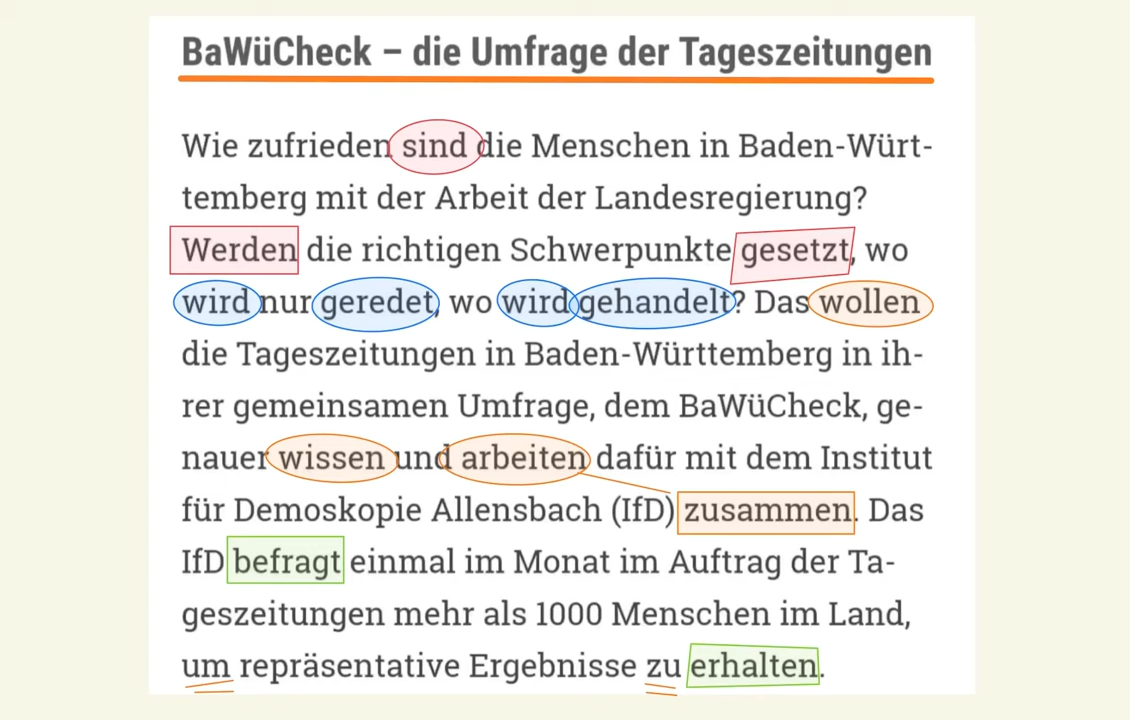 BaWüCheck – die Umfrage der Tageszeitungen
Wie zufrieden sind die Menschen in Baden-Würt-
temberg mit der Arbeit der Landesregierung?
Werden die richtigen Schwerpunkte gesetzt, wo
wird nur geredet, wo wird gehandelt? Das wollen
die Tageszeitungen in Baden-Württemberg in ih-
rer gemeinsamen Umfrage, dem BaWüCheck, ge-
nauer wissen und arbeiten dafür mit dem Institut
für Demoskopie Allensbach (IfD) zusammen. Das
IfD befragt einmal im Monat im Auftrag der Ta-
geszeitungen mehr als 1000 Menschen im Land,
um repräsentative Ergebnisse zu erhalten.